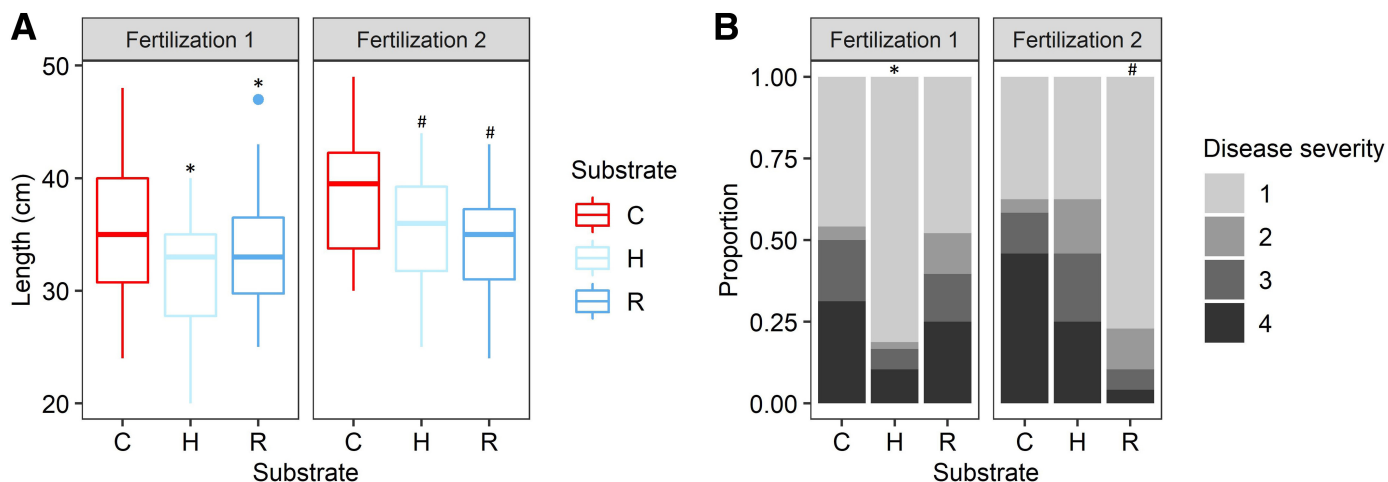 A
Fertilization 1
Fertilization 2
50
40
30
20
Length (cm)
*
*
#
#
C
H
R
C
H
R
Substrate
Substrate
C
H
R
B
Fertilization 1
Fertilization 2
*
#
1.00
0.75
0.50
0.25
0.00
Proportion
C
H
R
C
H
R
Substrate
Disease severity
1
2
3
4